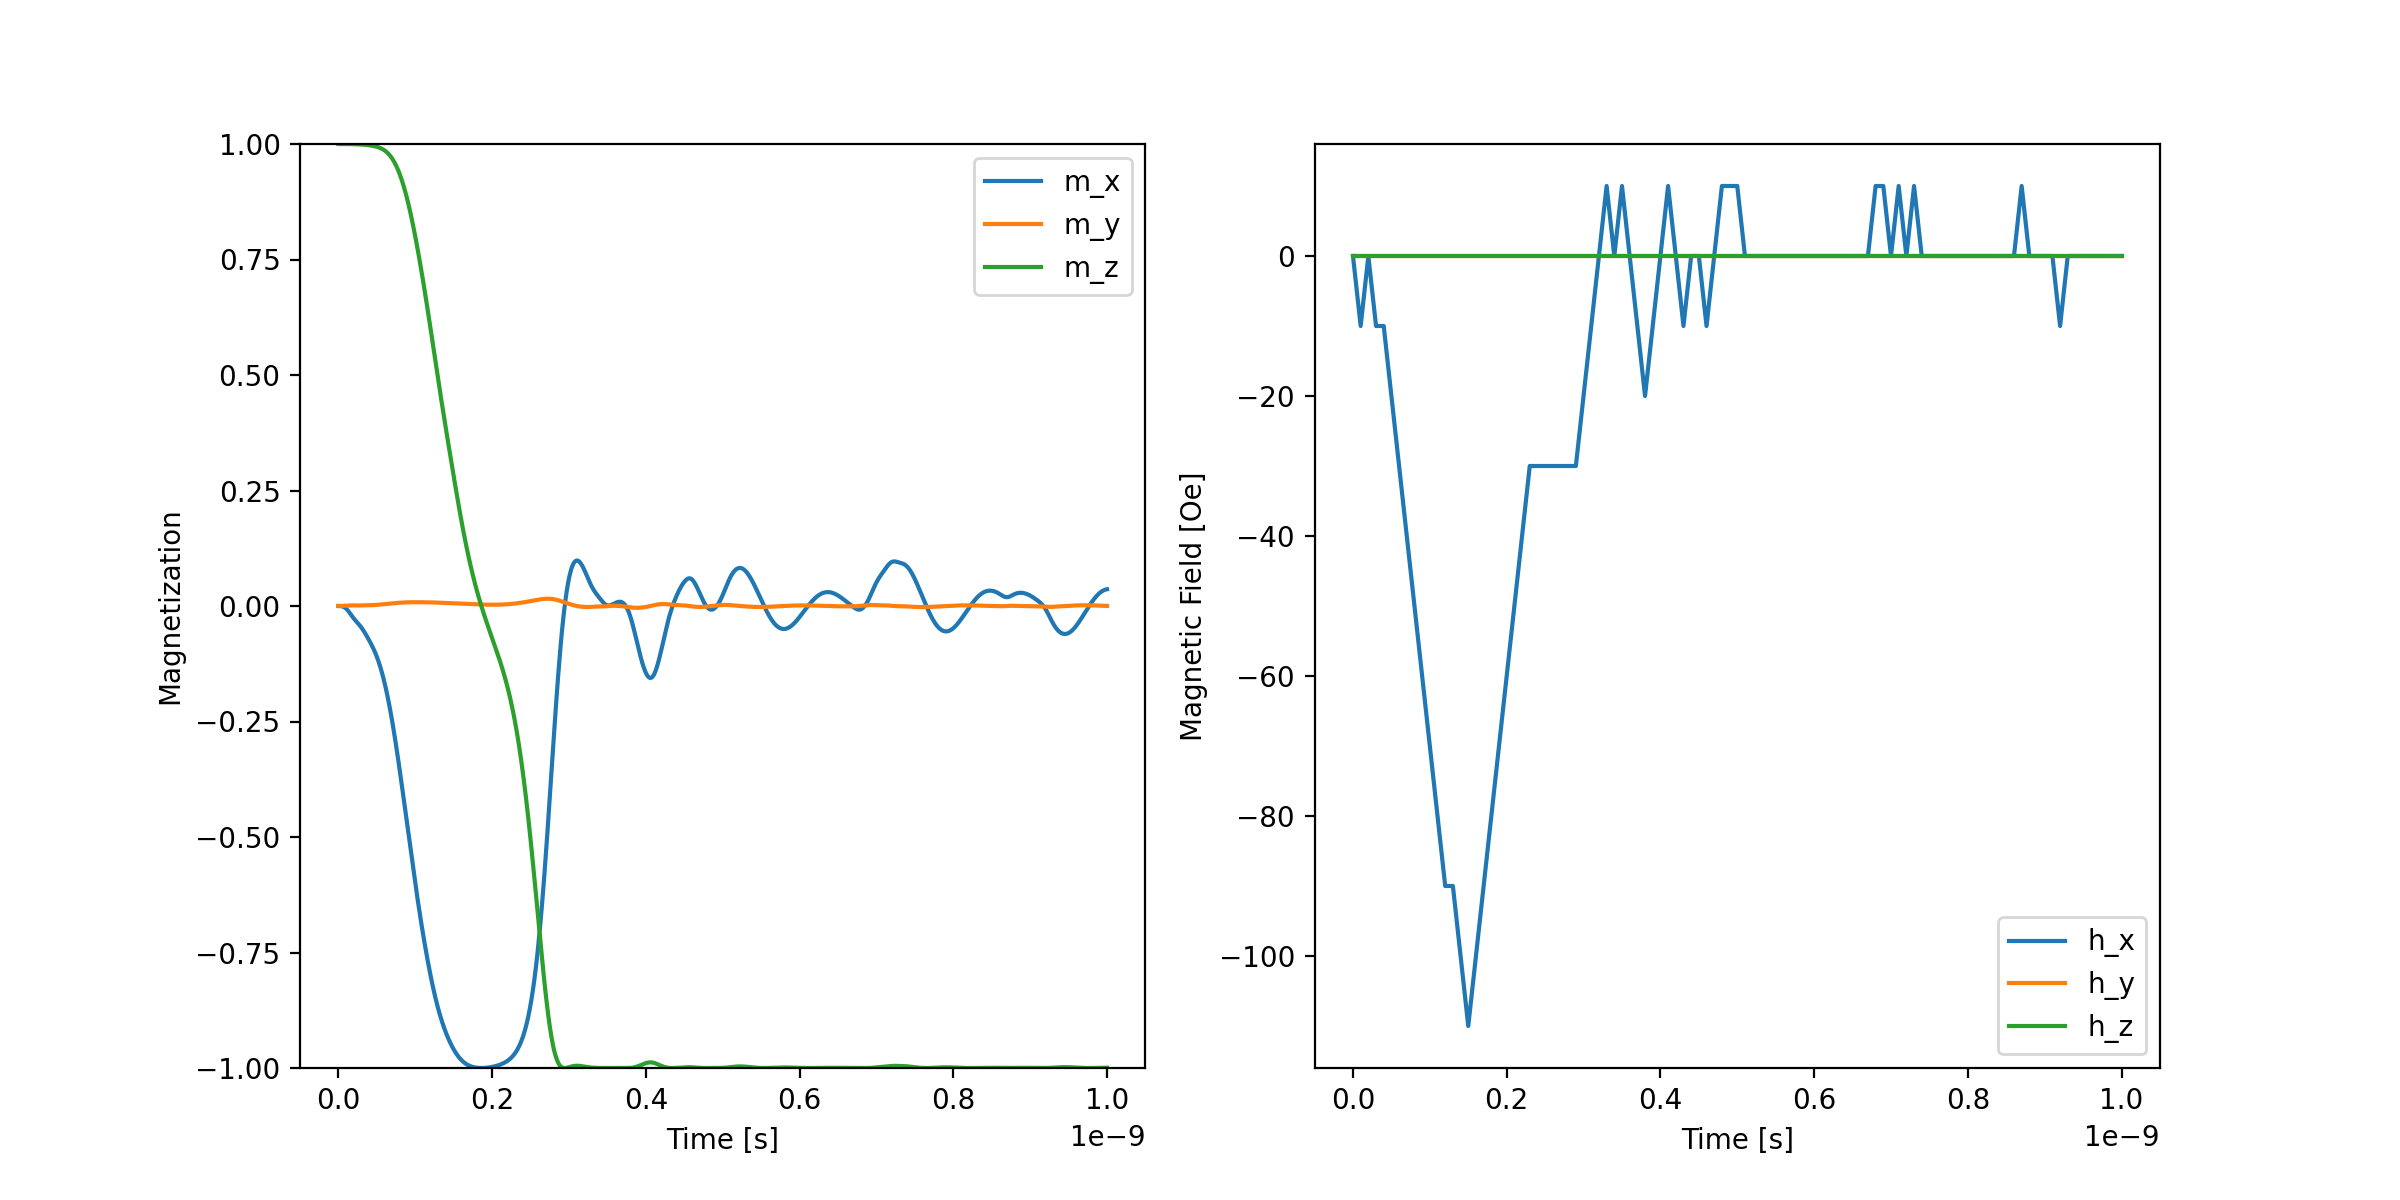 1.00
0.75
0.50
0.25
0.00
−0.25
−0.50
−0.75
−1.00
Magnetization
0.0 0.2 0.4 0.6 0.8 1.0
1e−9
Time [s]
m_x
m_y
m_z
0
−20
−40
−60
−80
−100
Magnetic Field [Oe]
0.0 0.2 0.4 0.6 0.8 1.0
1e−9
Time [s]
h_x
h_y
h_z